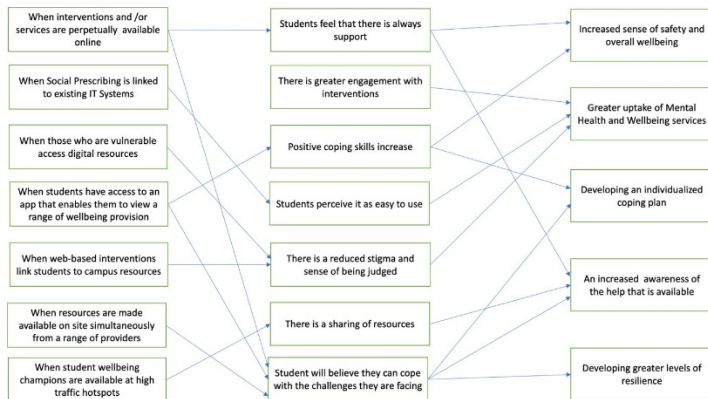 When interventions and /or
services are perpetually available
online
When Social Prescribing is linked
to existing IT Systems
When those who are vulnerable
access digital resources
When students have access to an
app that enables them to view a
range of wellbeing provision
When web-based interventions
link students to campus resources
When resources are made
available on site simultaneously
from a range of providers
When student wellbeing
champions are available at high
traffic hotspots
Students feel that there is always
support
There is greater engagement with
interventions
Positive coping skills increase
Students perceive it as easy to use
There is a reduced stigma and
sense of being judged
There is a sharing of resources
Student will believe they can cope
with the challenges they are facing
Increased sense of safety and
overall wellbeing
Greater uptake of Mental
Health and Wellbeing services
Developing an individualized
coping plan
An increased awareness of
the help that is available
Developing greater levels of
resilience